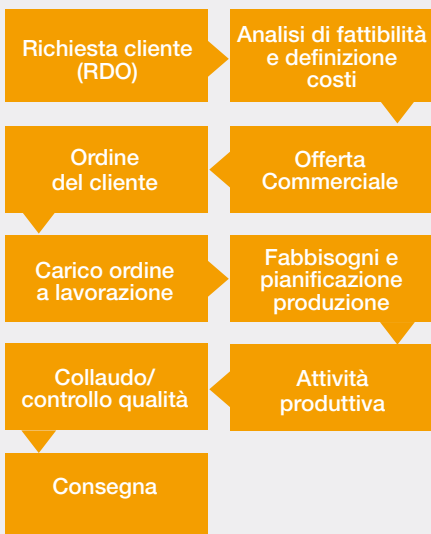 Richiesta cliente
(RDO)
Analisi di fattibilità
e definizione
costi
Offerta
Commerciale
Ordine
del cliente
Carico ordine
a lavorazione
Fabbisogni e
pianificazione
produzione
Attività
produttiva
Collaudo/
controllo qualità
Consegna